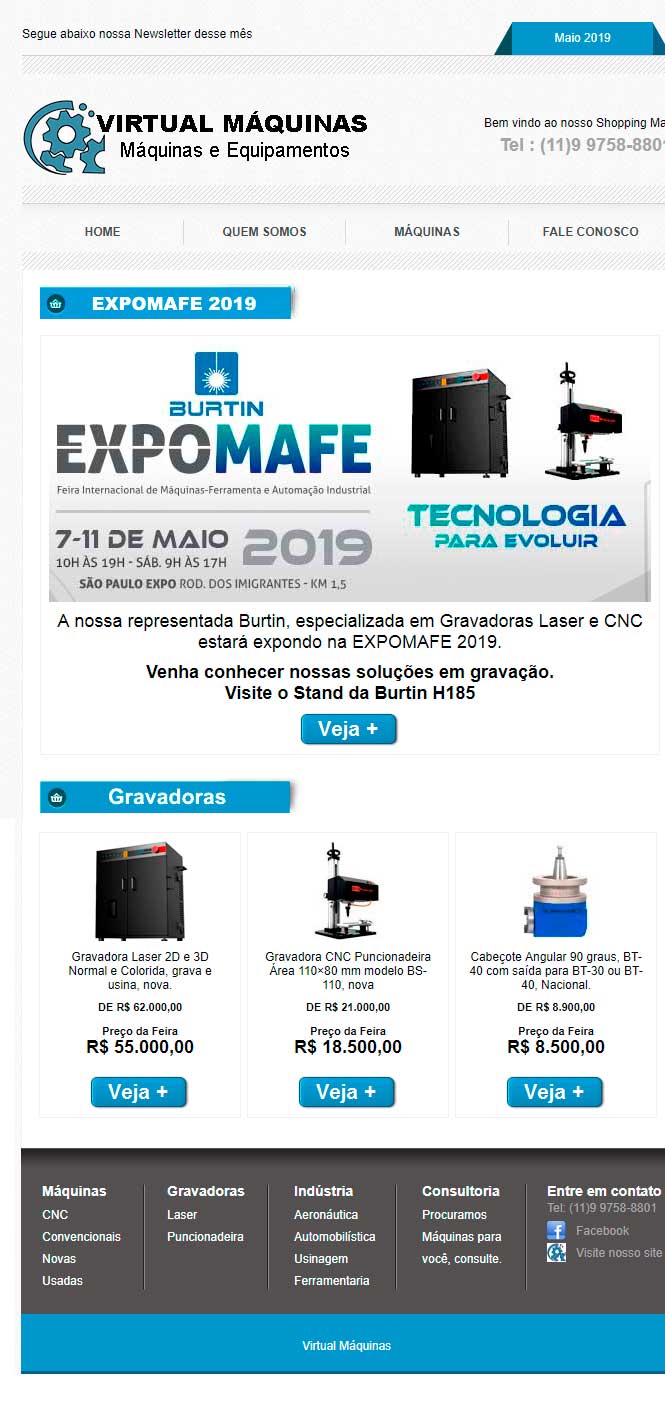 Segue abaixo nossa Newsletter desse mês
Maio 2019
VIRTUAL MÁQUINAS
Máquinas e Equipamentos
Bem vindo ao nosso Shopping Ma
Tel : (11)9 9758-8801
HOME
QUEM SOMOS
MÁQUINAS
FALE CONOSCO
EXPOMAFE 2019
BURTIN
EXPOMAFE
Feira Internacional de Máquinas-Ferramenta e Automação Industrial
7-11 DE MAIO 2019
10H ÀS 19H - SÁB. 9H ÀS 17H
SÃO PAULO EXPO ROD. DOS IMIGRANTES - KM 1,5
TECNOLOGIA
PARA EVOLUIR
A nossa representada Burtin, especializada em Gravadoras Laser e CNC
estará expondo na EXPOMAFE 2019.
Venha conhecer nossas soluções em gravação.
Visite o Stand da Burtin H185
Veja +
Gravadoras
Gravadora Laser 2D e 3D
Normal e Colorida, grava e
usina, nova.
DE R$ 62.000,00
Preço da Feira
R$ 55.000,00
Veja +
Gravadora CNC Puncionadeira
Área 110×80 mm modelo BS-
110, nova
DE R$ 21.000,00
Preço da Feira
R$ 18.500,00
Veja +
Cabeçote Angular 90 graus, BT-
40 com saída para BT-30 ou BT-
40, Nacional.
DE R$ 8.900,00
Preço da Feira
R$ 8.500,00
Veja +
Máquinas
CNC
Convencionais
Novas
Usadas
Gravadoras
Laser
Puncionadeira
Indústria
Aeronáutica
Automobilística
Usinagem
Ferramentaria
Consultoria
Procuramos
Máquinas para
você, consulte.
Entre em contato
Tel: (11)9 9758-8801
Facebook
Visite nosso site
Virtual Máquinas